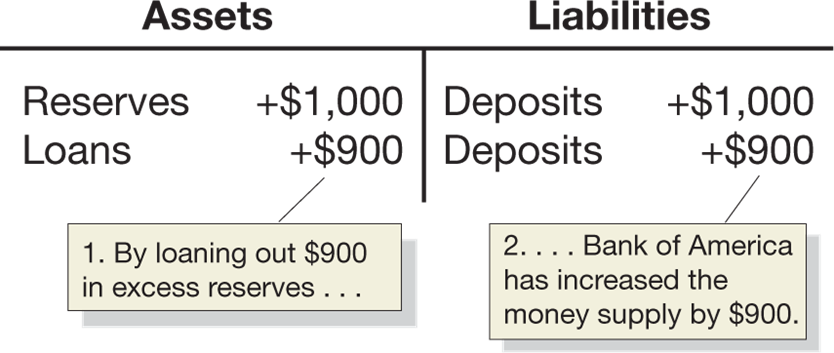 Assets Liabilities
Reserves +$1,000 Deposits +$1,000
Loans +$900 Deposits +$900
1. By loaning out $900
in excess reserves . . .
2. . . . Bank of America
has increased the
money supply by $900.